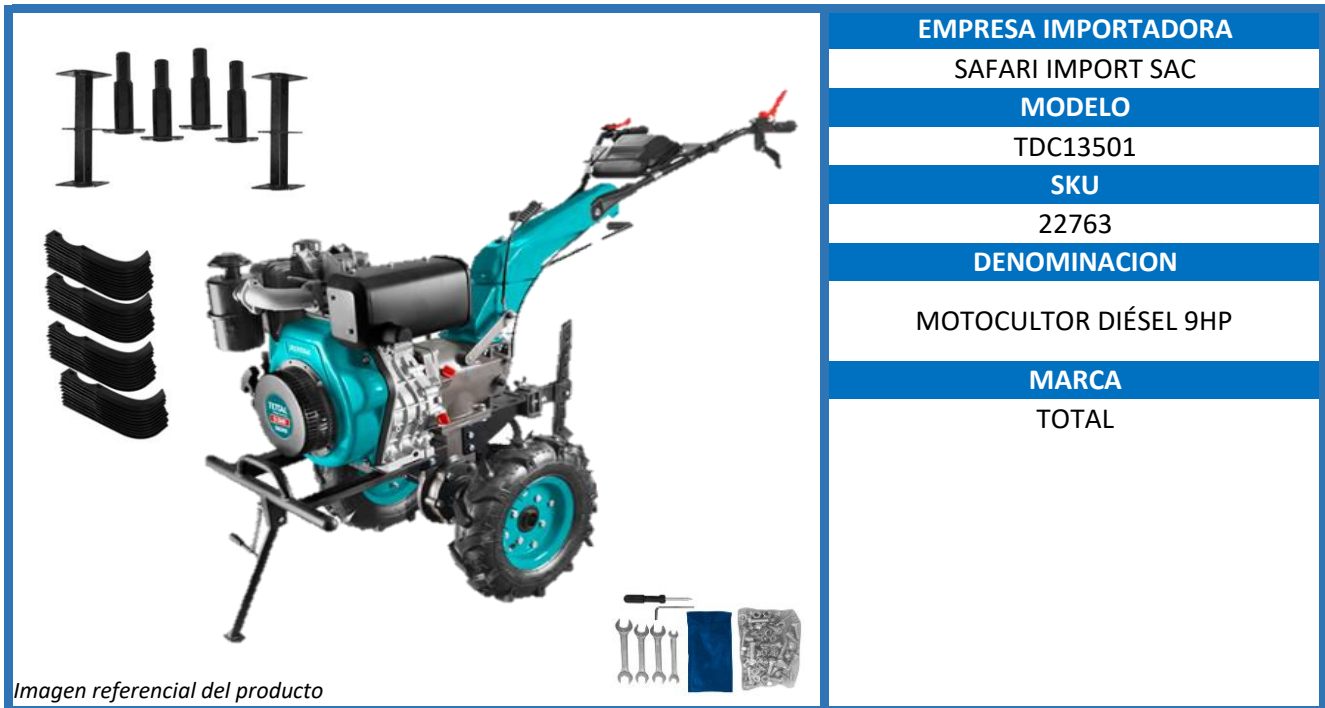 EMPRESA IMPORTADORA
SAFARI IMPORT SAC
MODELO
TDC13501
SKU
22763
DENOMINACION
MOTOCULTOR DIÉSEL 9HP
MARCA
TOTAL
TOTAL
Imagen referencial del producto